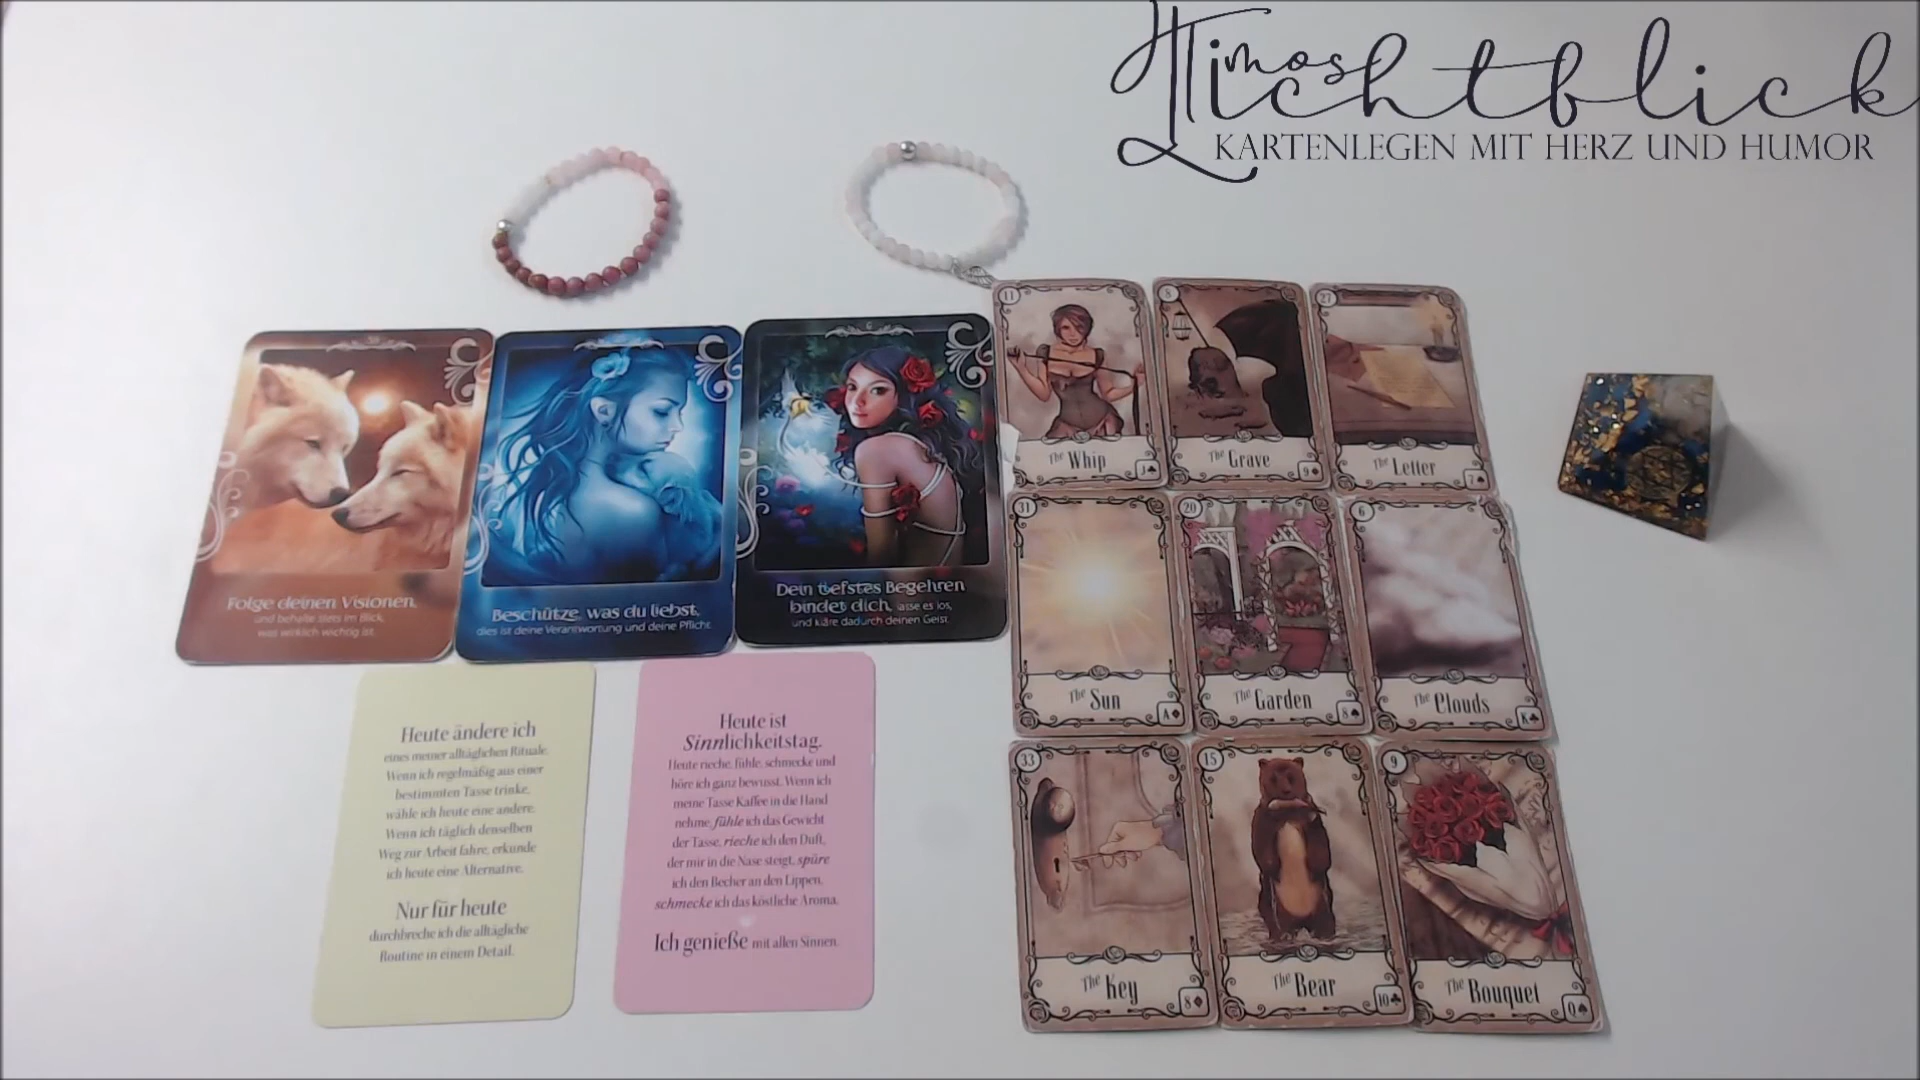 Timos
Lichtblick
KARTENLEGEN MIT HERZ UND HUMOR
Folge deinen Visionen,
und behalte stets im Blick,
was wirklich wichtig ist.
Beschütze, was du liebst,
dies ist deine Verantwortung und deine Pflicht.
6
Dein tiefstes Begehren
bindet dich, lasse es los,
und kläre dadurch deinen Geist.
11
The Whip
J♣
8
The Grave
9♦
27
The Letter
7♠
31
The Sun
A♦
20
The Garden
8♠
6
The Clouds
K♣
33
The Key
8♦
15
The Bear
10♣
9
The Bouquet
Q♠
Heute ändere ich
eines meiner alltäglichen Rituale.
Wenn ich regelmäßig aus einer
bestimmten Tasse trinke,
wähle ich heute eine andere.
Wenn ich täglich denselben
Weg zur Arbeit fahre, erkunde
ich heute eine Alternative.
Nur für heute
durchbreche ich die alltägliche
Routine in einem Detail.
Heute ist
Sinnlichkeitstag.
Heute rieche, fühle, schmecke und
höre ich ganz bewusst. Wenn ich
meine Tasse Kaffee in die Hand
nehme, fühle ich das Gewicht
der Tasse, rieche ich den Duft,
der mir in die Nase steigt, spüre
ich den Becher an den Lippen,
schmecke ich das köstliche Aroma.
Ich genieße mit allen Sinnen.